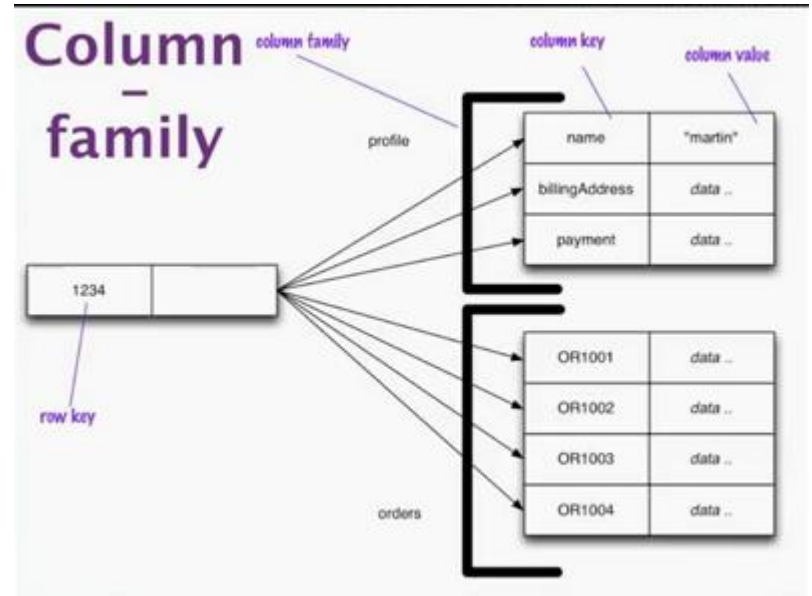 Column
–
family
column family
column key
column value
profile
name
"martin"
billingAddress
data ..
payment
data ..
1234
row key
OR1001
data ..
OR1002
data ..
OR1003
data ..
OR1004
data ..
orders